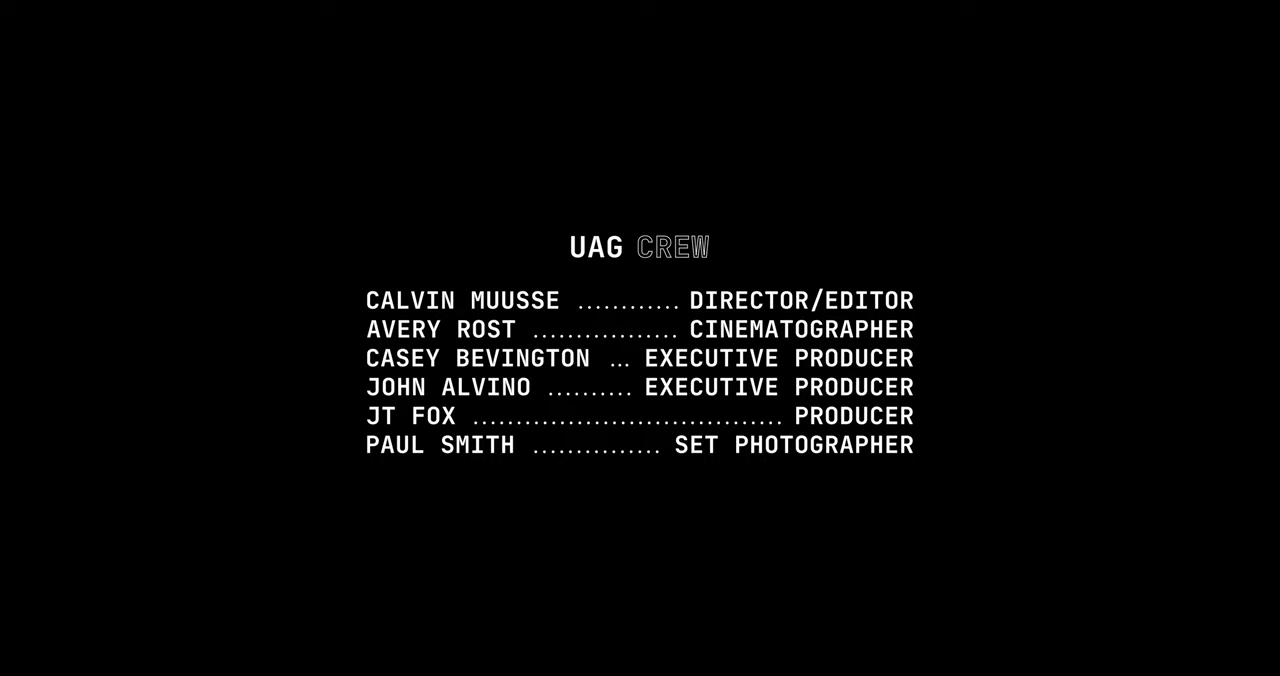 UAG CREW
CALVIN MUUSSE ............ DIRECTOR/EDITOR
AVERY ROST ................. CINEMATOGRAPHER
CASEY BEVINGTON ... EXECUTIVE PRODUCER
JOHN ALVINO .......... EXECUTIVE PRODUCER
JT FOX .................................... PRODUCER
PAUL SMITH ............... SET PHOTOGRAPHER